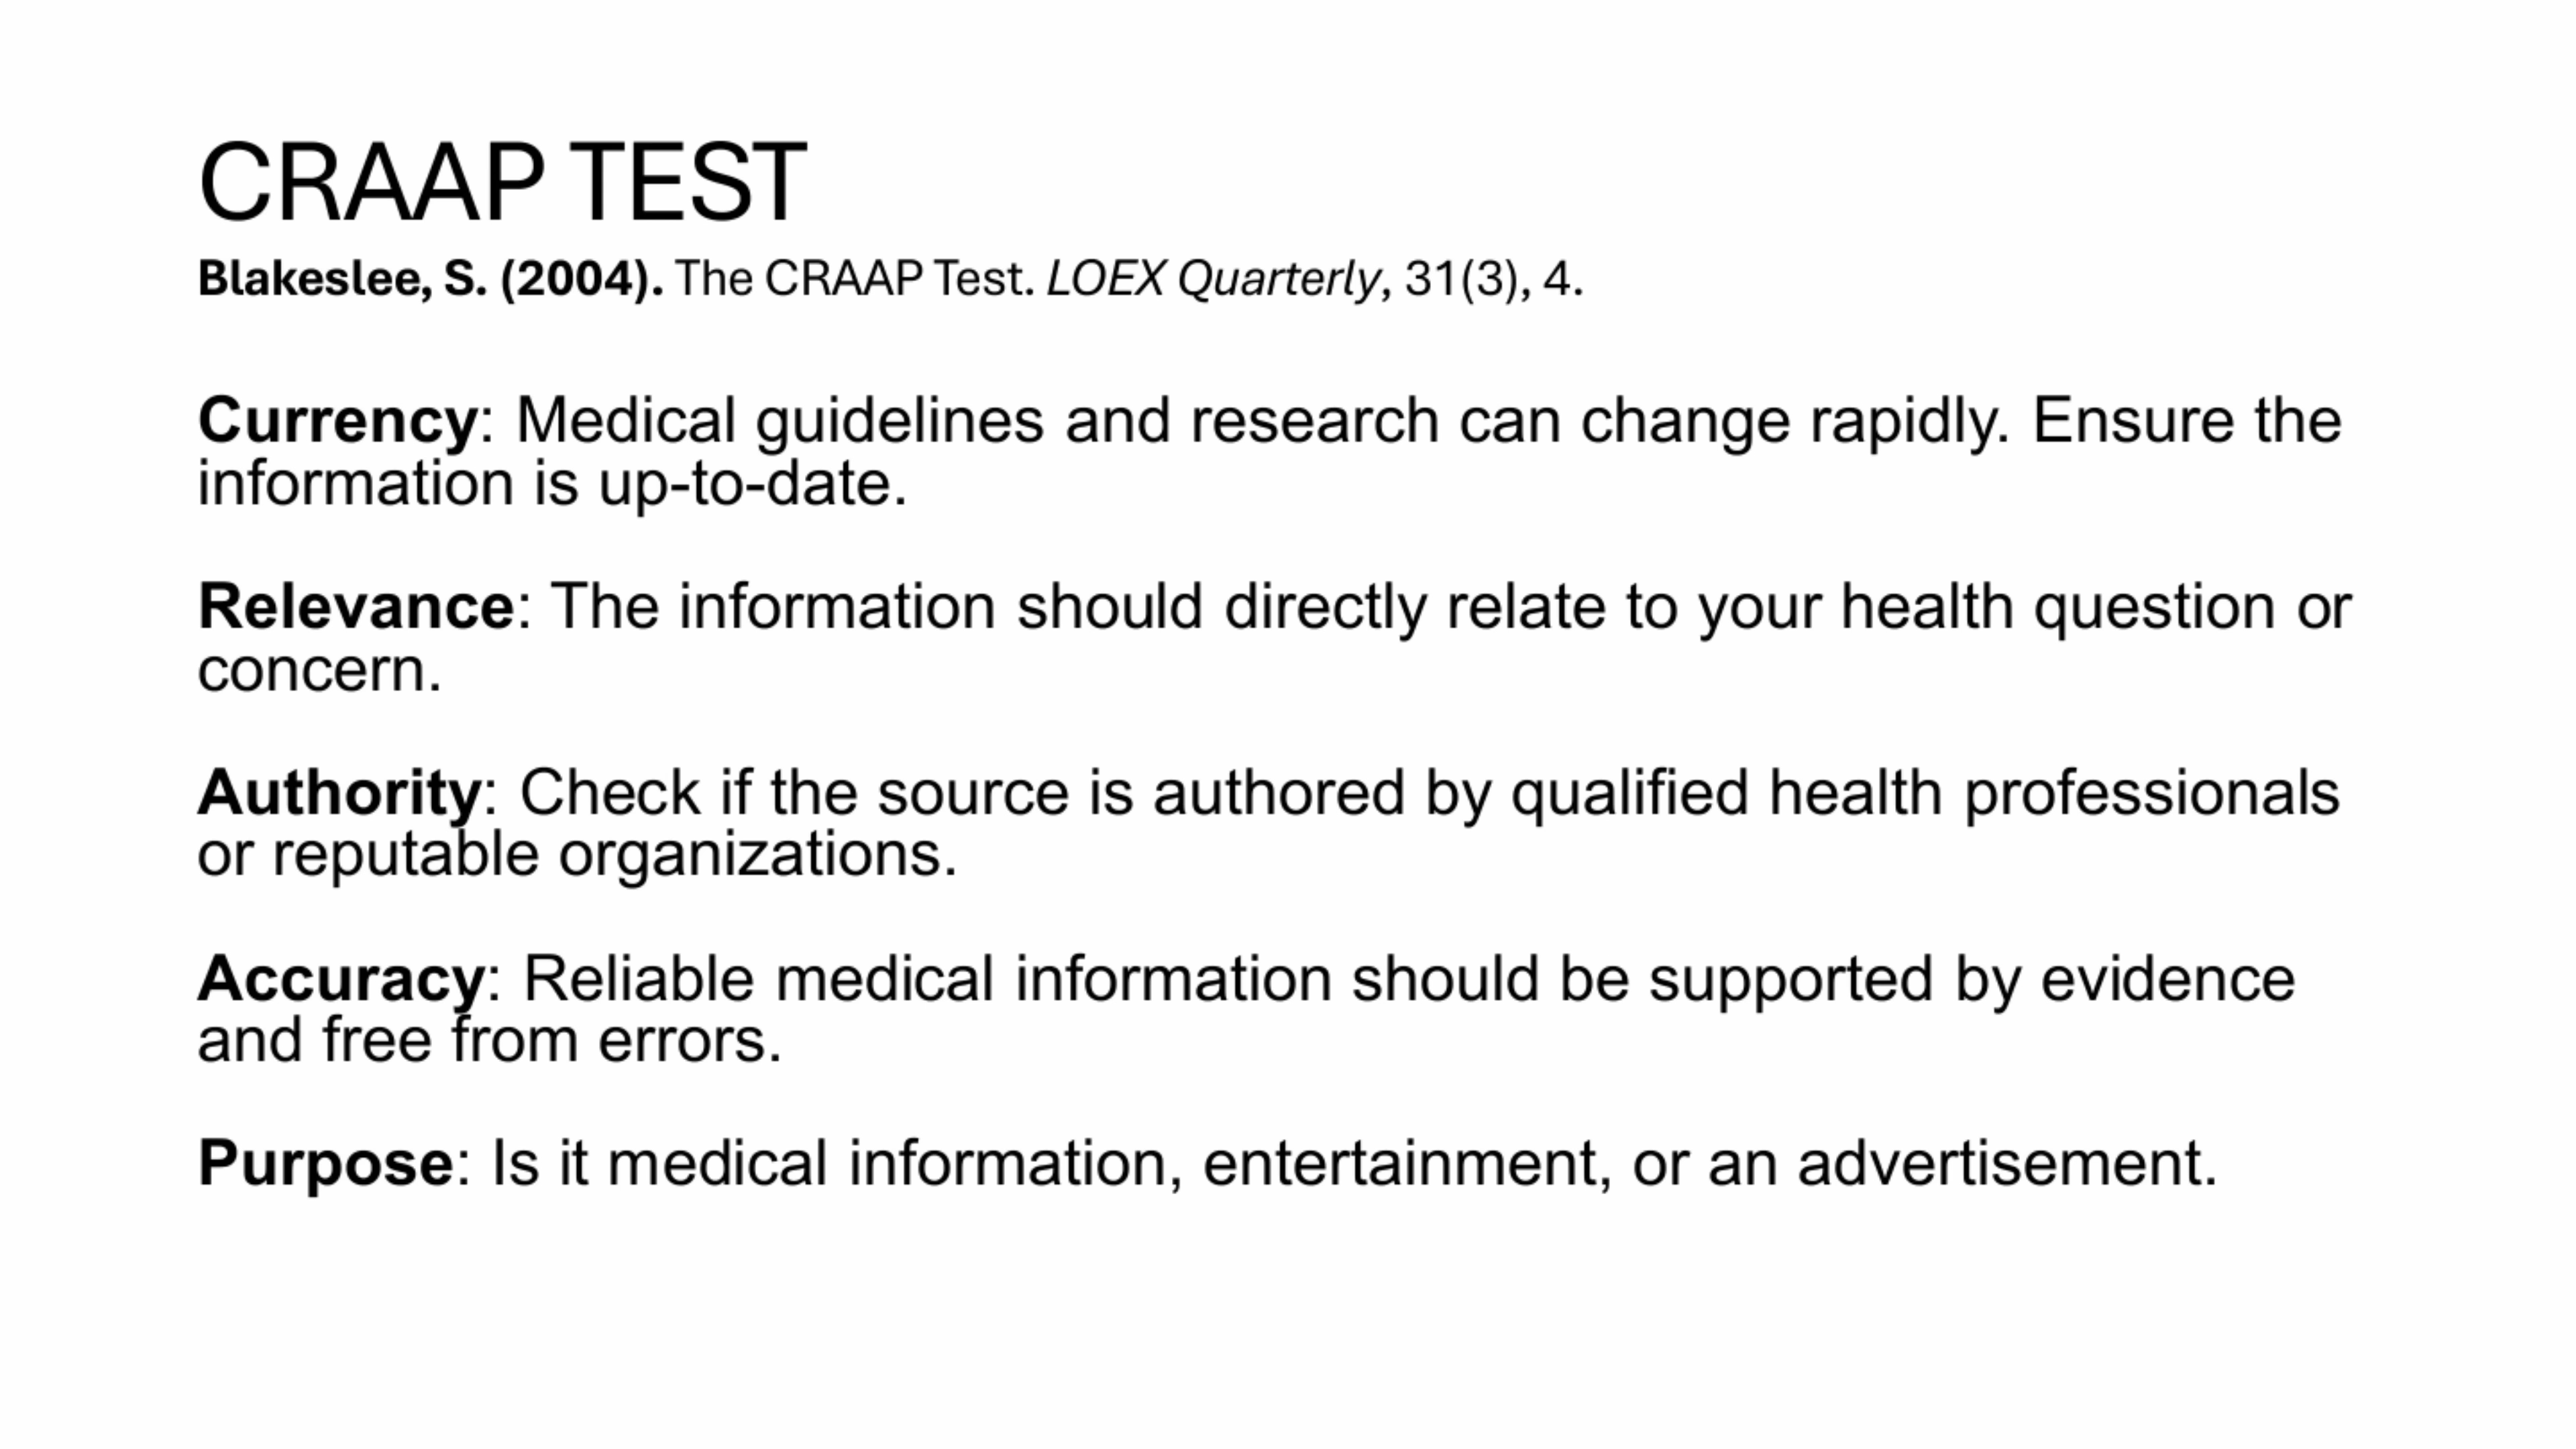 CRAAP TEST
Blakeslee, S. (2004). The CRAAP Test. LOEX Quarterly, 31(3), 4.
Currency: Medical guidelines and research can change rapidly. Ensure the
information is up-to-date.
Relevance: The information should directly relate to your health question or
concern.
Authority: Check if the source is authored by qualified health professionals
or reputable organizations.
Accuracy: Reliable medical information should be supported by evidence
and free from errors.
Purpose: Is it medical information, entertainment, or an advertisement.